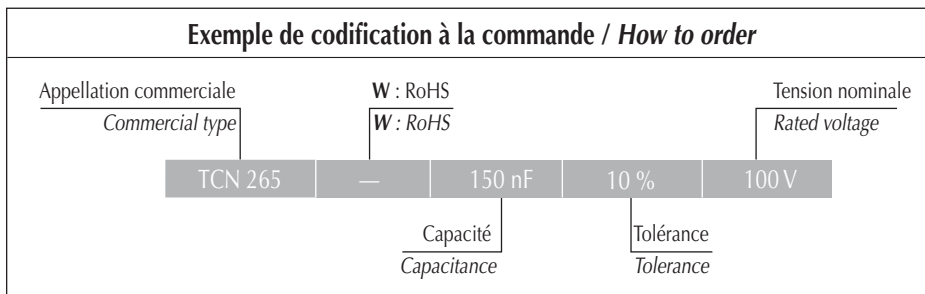 Exemple de codification à la commande / How to order
Appellation commerciale
Commercial type
W : RoHS
W : RoHS
Tension nominale
Rated voltage
TCN 265 — 150 nF 10 % 100 V
Capacité
Capacitance
Tolérance
Tolerance